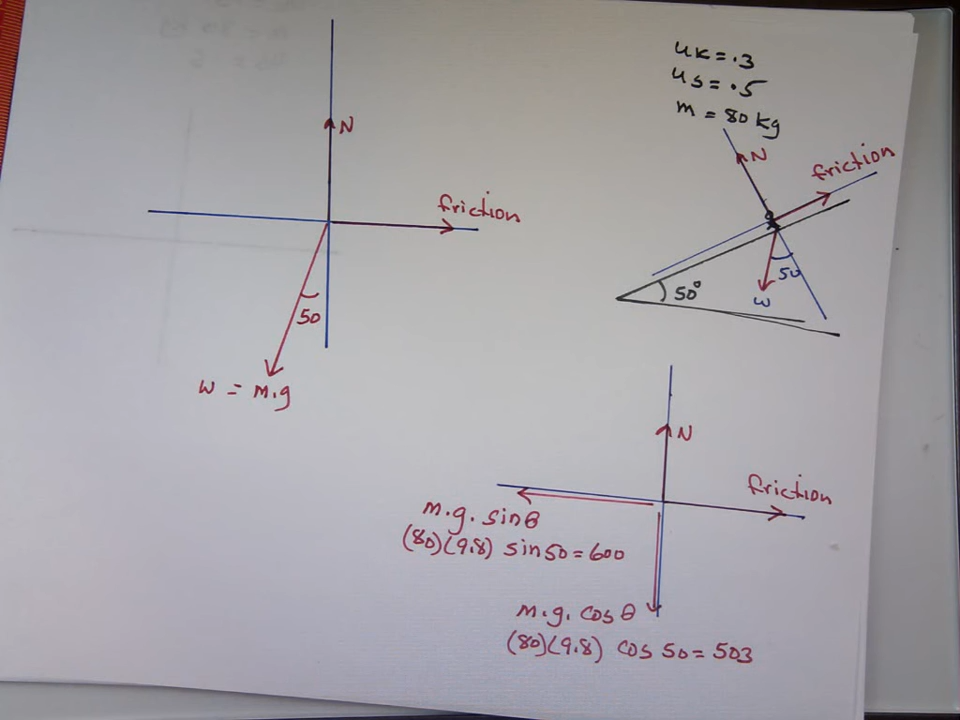 uk = .3
us = .5
m = 80 kg
N
friction
50
w = m.g
N
friction
50
w
50°
N
friction
m.g. sinθ
(80)(9.8) sin50 = 600
m.g. cosθ
(80)(9.8) cos 50 = 503